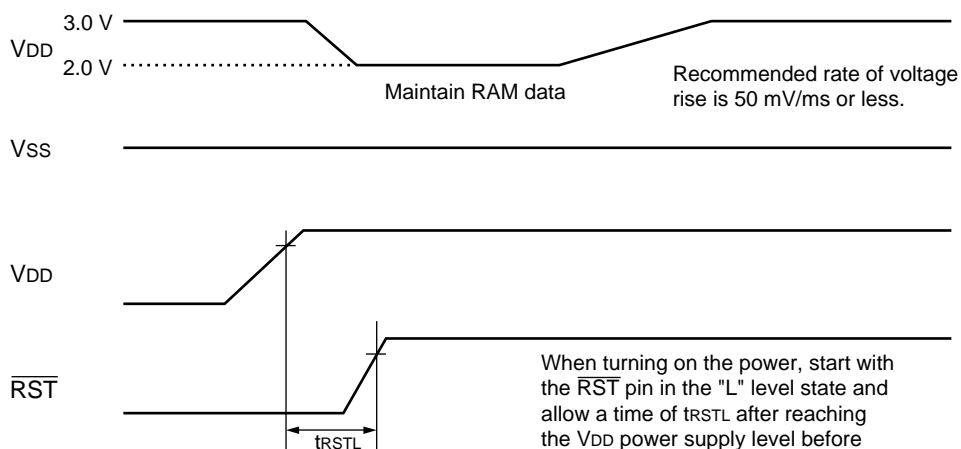 3.0 V
VDD
2.0 V
Maintain RAM data
Recommended rate of voltage
rise is 50 mV/ms or less.
VSS
VDD
RST
tRSTL
When turning on the power, start with
the RST pin in the "L" level state and
allow a time of tRSTL after reaching
the VDD power supply level before